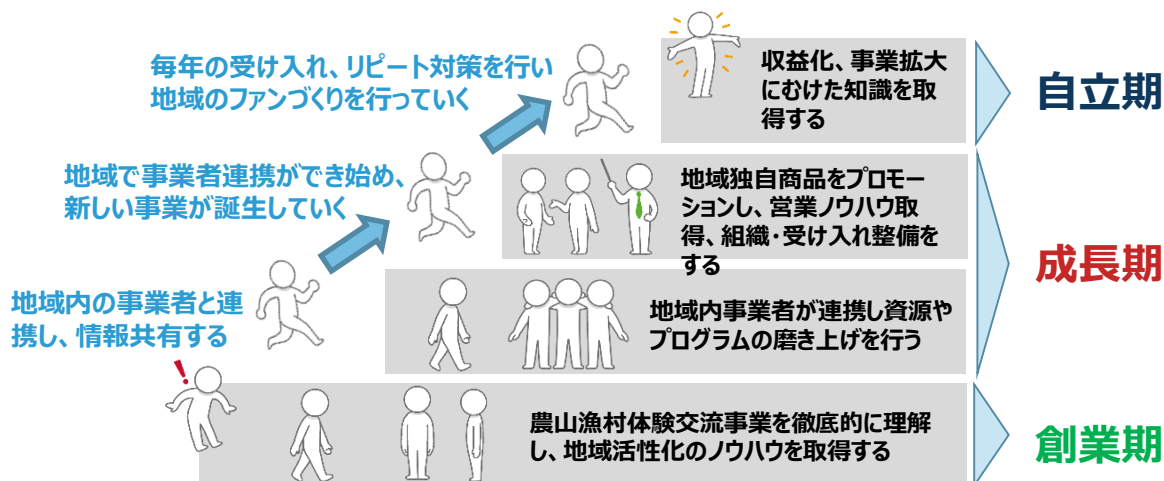 毎年の受け入れ、リピート対策を行い
地域のファンづくりを行っていく
収益化、事業拡大
にむけた知識を取
得する
自立期
地域で事業者連携ができ始め、
新しい事業が誕生していく
地域独自商品をプロモー
ションし、営業ノウハウ取
得、組織・受け入れ整備を
する
成長期
地域内の事業者と連
携し、情報共有する
地域内事業者が連携し資源や
プログラムの磨き上げを行う
!
農山漁村体験交流事業を徹底的に理解
し、地域活性化のノウハウを取得する
創業期